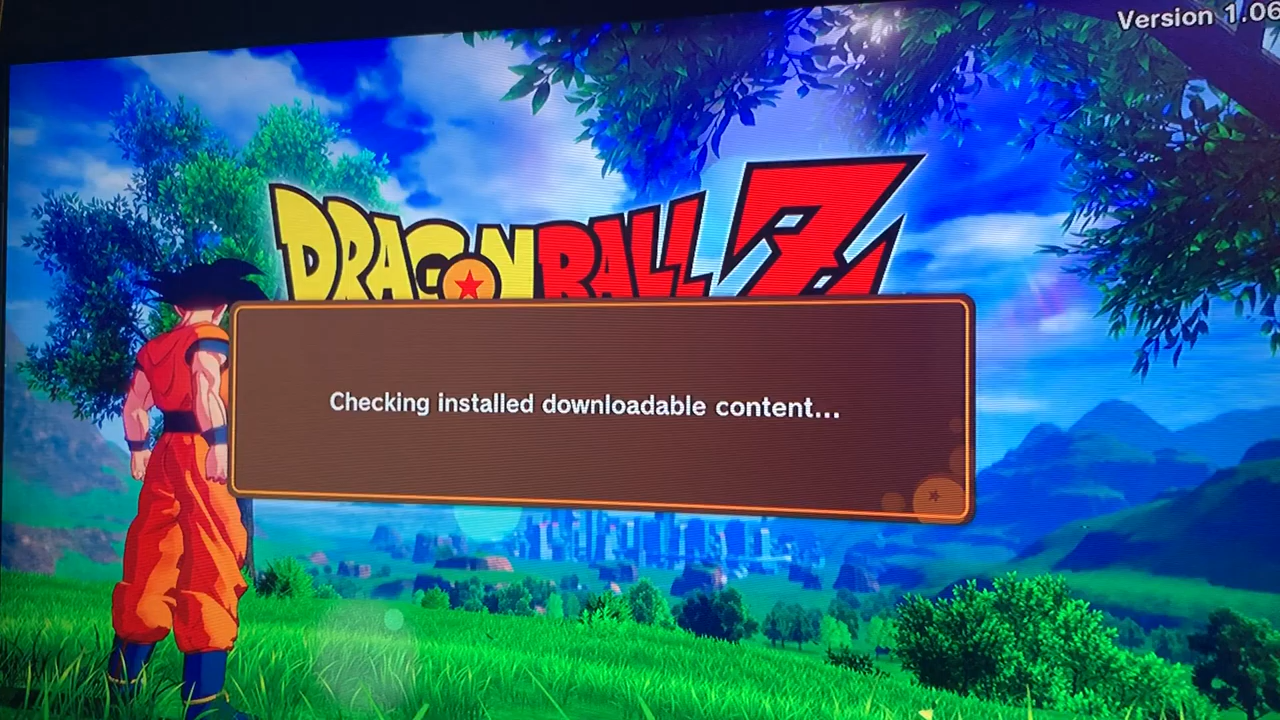 Version 1.06
DRAGON BALL Z
Checking installed downloadable content...